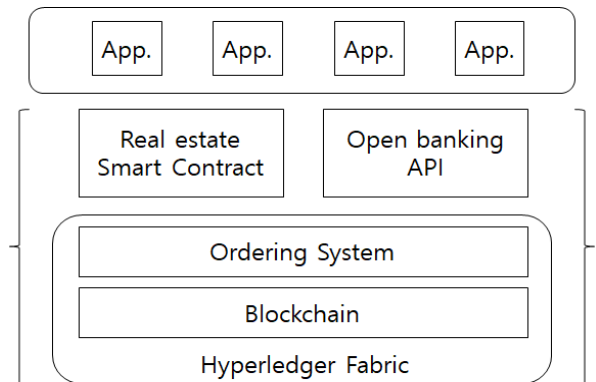 App. App. App. App.
Real estate
Smart Contract
Open banking
API
Ordering System
Blockchain
Hyperledger Fabric